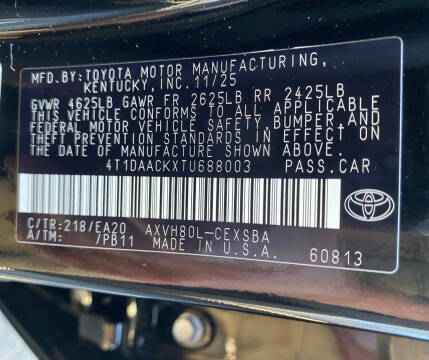 MFD.BY:TOYOTA MOTOR MANUFACTURING,
KENTUCKY, INC. 11/25
GVWR 4625LB GAWR FR 2625LB RR 2425LB
THIS VEHICLE CONFORMS TO ALL APPLICABLE
FEDERAL MOTOR VEHICLE SAFETY, BUMPER, AND
THEFT PREVENTION STANDARDS IN EFFECT ON
THE DATE OF MANUFACTURE SHOWN ABOVE.
4T1DAACKXTU688003 PASS.CAR
C/TR:218/EA20 AXVH80L-CEXSBA
A/TM: /PB11 MADE IN U.S.A. 60813